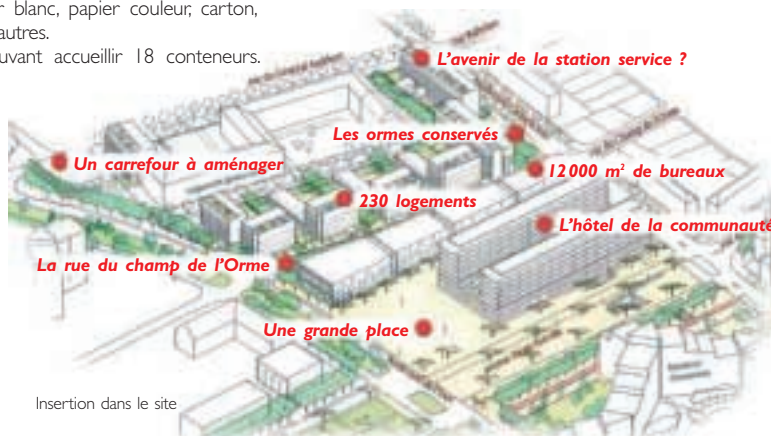 r blanc, papier couleur, carton,
autres.
uvant accueillir 18 conteneurs.
L'avenir de la station service ?
Les ormes conservés
Un carrefour à aménager
12000 m² de bureaux
230 logements
L'hôtel de la communauté
La rue du champ de l'Orme
Une grande place
Insertion dans le site